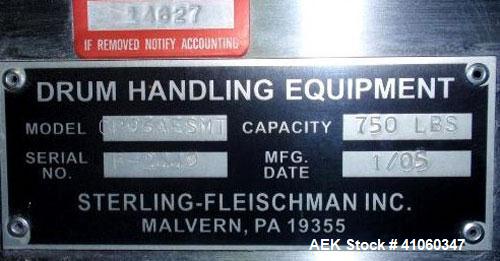 14627
IF REMOVED NOTIFY ACCOUNTING
DRUM HANDLING EQUIPMENT
MODEL CAPACITY 750 LBS
SERIAL NO. MFG. DATE 1/05
STERLING-FLEISCHMAN INC.
MALVERN, PA 19355
AEK Stock # 41060347